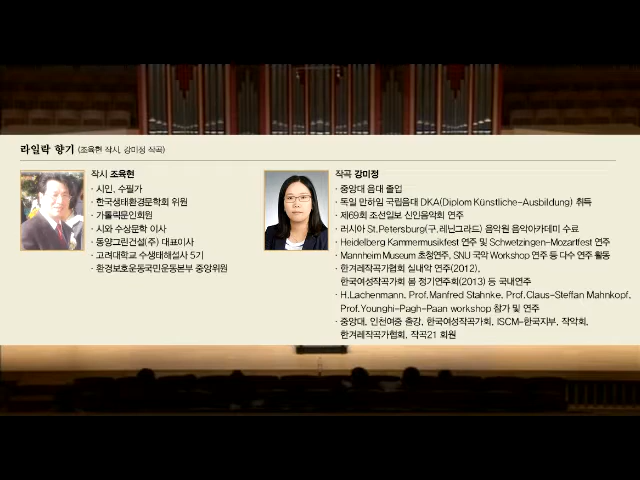 라일락 향기 (조육현 작시, 강미정 작곡)
작시 조육현
· 시인, 수필가
· 한국생태환경문학회 위원
· 가톨릭문인회원
· 시와 수상문학 이사
· 동양그린건설(주) 대표이사
· 고려대학교 수생태해설사 5기
· 환경보호운동국민운동본부 중앙위원
작곡 강미정
· 중앙대 음대 졸업
· 독일 만하임 국립음대 DKA(Diplom Künstliche-Ausbildung) 취득
· 제69회 조선일보 신인음악회 연주
· 러시아 St.Petersburg(구.레닌그라드) 음악원 음악아카데미 수료
· Heidelberg Kammermusikfest 연주 및 Schwetzingen-Mozartfest 연주
· Mannheim Museum 초청연주, SNU 국악 Workshop 연주 등 다수 연주 활동
· 한겨레작곡가협회 실내악 연주(2012),
한국여성작곡가회 봄 정기연주회(2013) 등 국내연주
· H.Lachenmann, Prof.Manfred Stahnke, Prof.Claus-Steffan Mahnkopf,
Prof.Younghi-Pagh-Paan workshop 참가 및 연주
· 중앙대, 인천여중 출강, 한국여성작곡가회, ISCM-한국지부, 작악회,
한겨레작곡가협회, 작곡21 회원